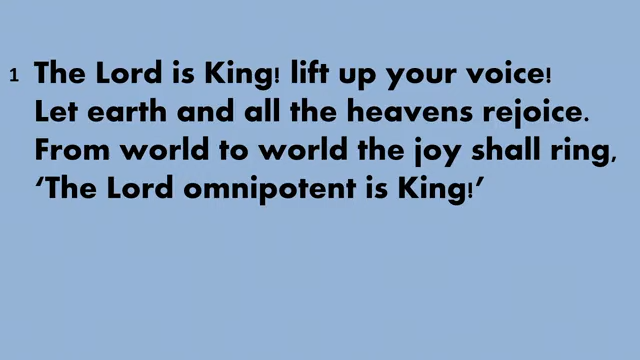 1 The Lord is King! lift up your voice!
Let earth and all the heavens rejoice.
From world to world the joy shall ring,
‘The Lord omnipotent is King!’